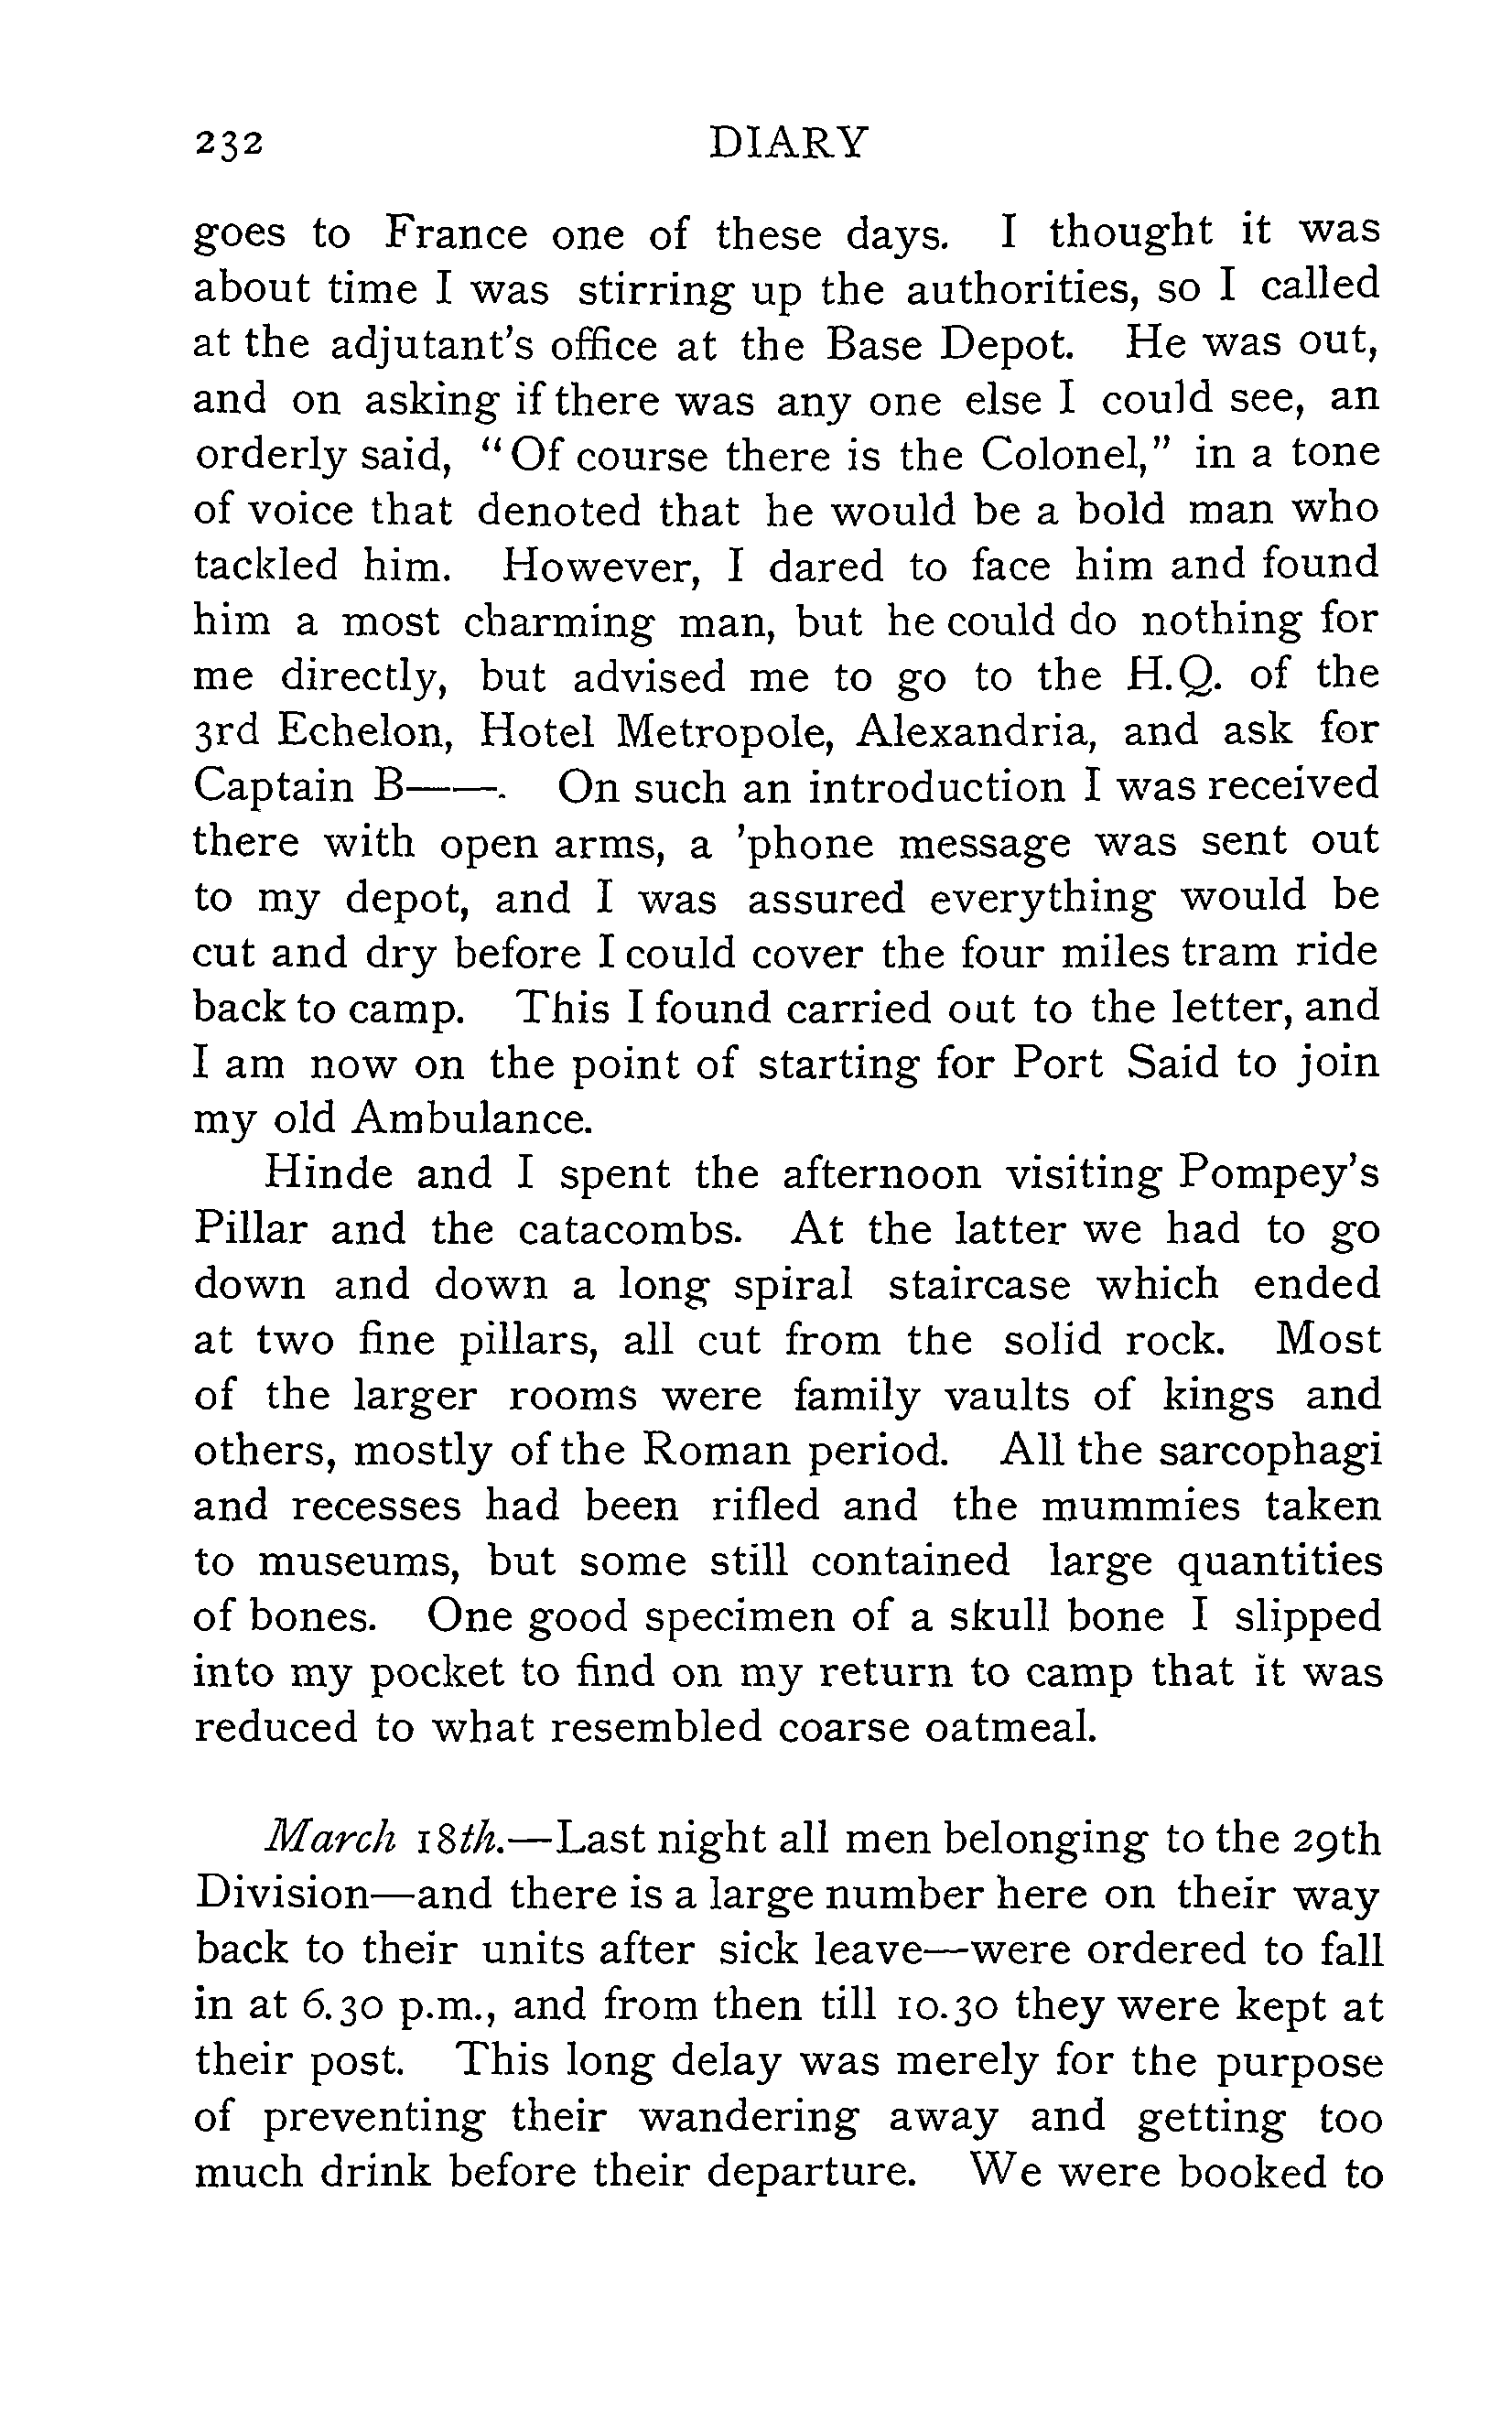 232 DIARY
goes to France one of these days. I thought it was
about time I was stirring up the authorities, so I called
at the adjutant's office at the Base Depot. He was out,
and on asking if there was any one else I could see, an
orderly said, "Of course there is the Colonel," in a tone
of voice that denoted that he would be a bold man who
tackled him. However, I dared to face him and found
him a most charming man, but he could do nothing for
me directly, but advised me to go to the H.Q. of the
3rd Echelon, Hotel Metropole, Alexandria, and ask for
Captain B——. On such an introduction I was received
there with open arms, a 'phone message was sent out
to my depot, and I was assured everything would be
cut and dry before I could cover the four miles tram ride
back to camp. This I found carried out to the letter, and
I am now on the point of starting for Port Said to join
my old Ambulance.
Hinde and I spent the afternoon visiting Pompey's
Pillar and the catacombs. At the latter we had to go
down and down a long spiral staircase which ended
at two fine pillars, all cut from the solid rock. Most
of the larger rooms were family vaults of kings and
others, mostly of the Roman period. All the sarcophagi
and recesses had been rifled and the mummies taken
to museums, but some still contained large quantities
of bones. One good specimen of a skull bone I slipped
into my pocket to find on my return to camp that it was
reduced to what resembled coarse oatmeal.
March 18th.—Last night all men belonging to the 29th
Division—and there is a large number here on their way
back to their units after sick leave—were ordered to fall
in at 6.30 p.m., and from then till 10.30 they were kept at
their post. This long delay was merely for the purpose
of preventing their wandering away and getting too
much drink before their departure. We were booked to